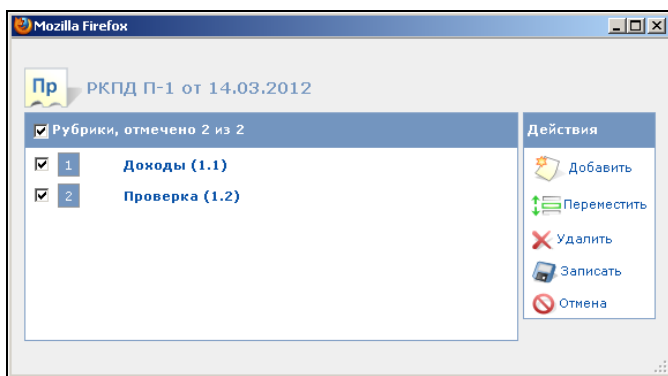 Mozilla Firefox
Пр
РКПД П-1 от 14.03.2012
Рубрики, отмечено 2 из 2
1 Доходы (1.1)
2 Проверка (1.2)
Действия
Добавить
Переместить
Удалить
Записать
Отмена